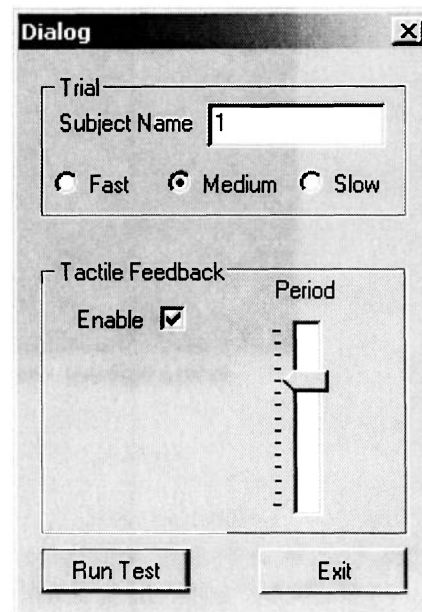 Dialog
Trial
Subject Name 1
Fast Medium Slow
Tactile Feedback
Period
Enable
Run Test Exit